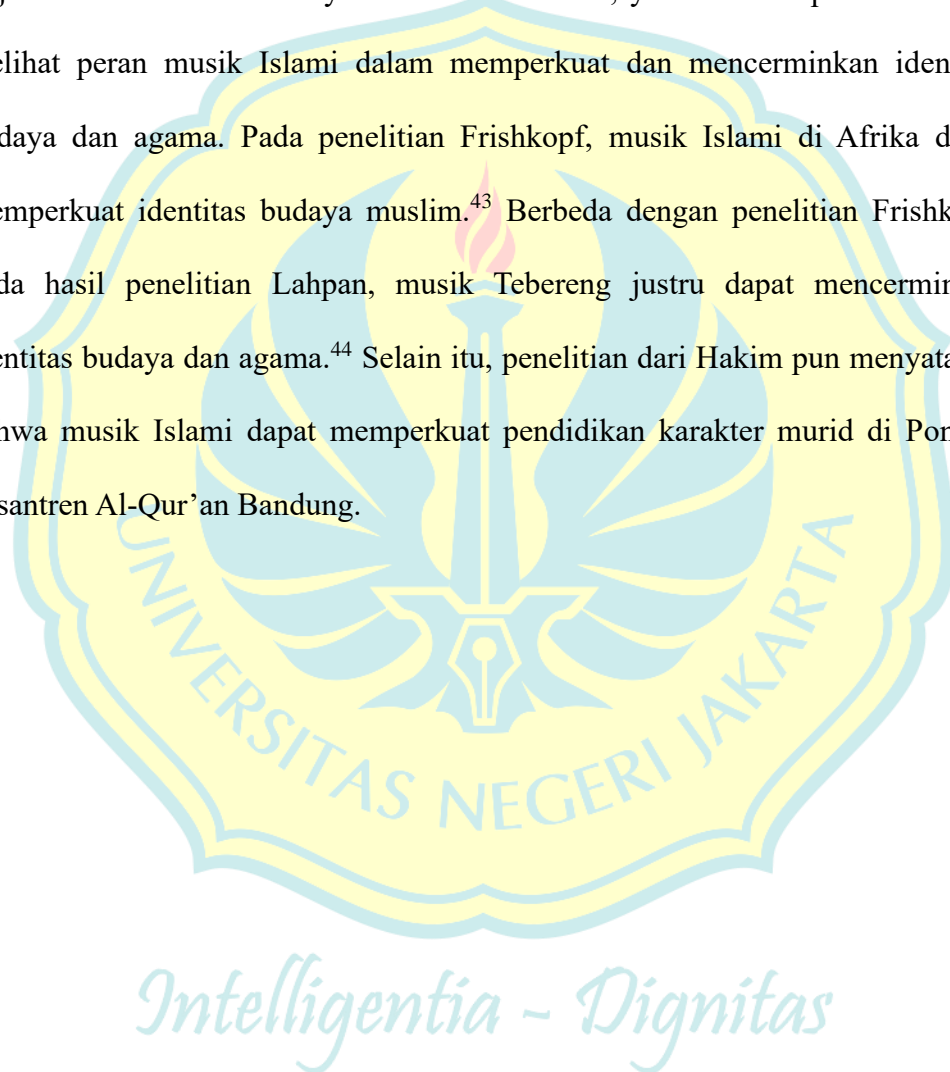 elihat peran musik Islami dalam memperkuat dan mencerminkan iden
daya dan agama. Pada penelitian Frishkopf, musik Islami di Afrika d
emperkuat identitas budaya muslim.43 Berbeda dengan penelitian Frishk
da hasil penelitian Lahpan, musik Tebereng justru dapat mencermin
entitas budaya dan agama.44 Selain itu, penelitian dari Hakim pun menyata
hwa musik Islami dapat memperkuat pendidikan karakter murid di Pon
santren Al-Qur’an Bandung.
UNIVERSITAS NEGERI JAKARTA
Intelligentia - Dignitas